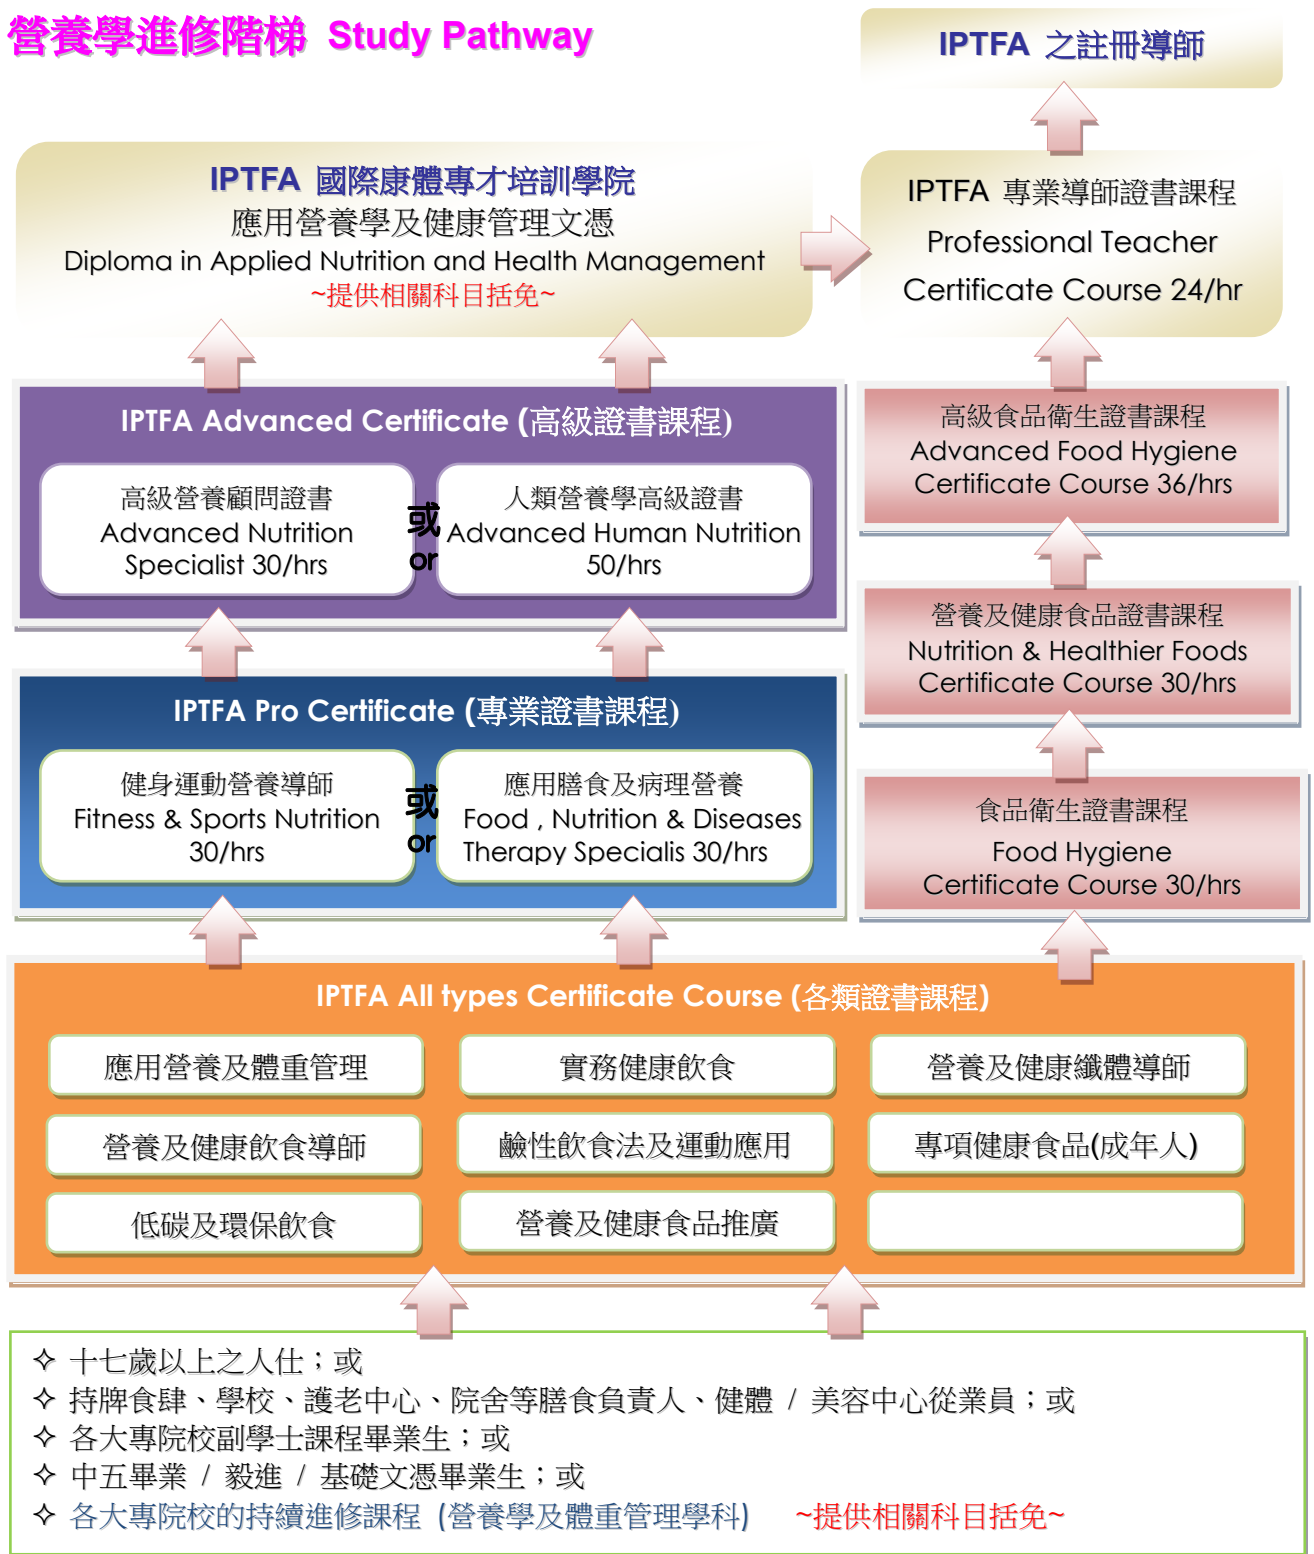 營養學進修階梯 Study Pathway
IPTFA 之註冊導師
IPTFA 國際康體專才培訓學院
應用營養學及健康管理文憑
Diploma in Applied Nutrition and Health Management
~提供相關科目括免~
IPTFA 專業導師證書課程
Professional Teacher
Certificate Course 24/hr
IPTFA Advanced Certificate (高級證書課程)
高級營養顧問證書
Advanced Nutrition
Specialist 30/hrs
或
or
人類營養學高級證書
Advanced Human Nutrition
50/hrs
高級食品衛生證書課程
Advanced Food Hygiene
Certificate Course 36/hrs
營養及健康食品證書課程
Nutrition & Healthier Foods
Certificate Course 30/hrs
IPTFA Pro Certificate (專業證書課程)
健身運動營養導師
Fitness & Sports Nutrition
30/hrs
或
or
應用膳食及病理營養
Food , Nutrition & Diseases
Therapy Specialis 30/hrs
食品衛生證書課程
Food Hygiene
Certificate Course 30/hrs
IPTFA All types Certificate Course (各類證書課程)
應用營養及體重管理
實務健康飲食
營養及健康纖體導師
營養及健康飲食導師
鹼性飲食法及運動應用
專項健康食品(成年人)
低碳及環保飲食
營養及健康食品推廣
✧ 十七歲以上之人仕；或
✧ 持牌食肆、學校、護老中心、院舍等膳食負責人、健體 / 美容中心從業員；或
✧ 各大專院校副學士課程畢業生；或
✧ 中五畢業 / 毅進 / 基礎文憑畢業生；或
✧ 各大專院校的持續進修課程 (營養學及體重管理學科) ~提供相關科目括免~